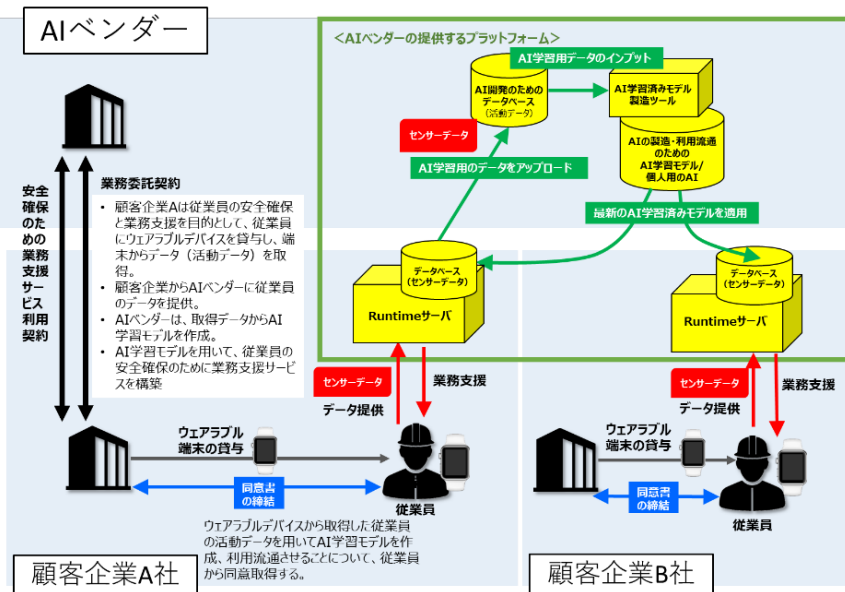 AIベンダー
<AIベンダーの提供するプラットフォーム>
AI学習用データのインプット
AI開発のための
データベース
(活動データ)
AI学習済みモデル
製造ツール
センサーデータ
AIの製造・利用流通
のための
AI学習モデル/
個人用のAI
AI学習用のデータをアップロード
最新のAI学習済みモデルを適用
安全
確保
のた
めの
業務
支援
サー
ビス
利用
契約
業務委託契約
• 顧客企業Aは従業員の安全確保
と業務支援を目的として、従業員
にウェアラブルデバイスを貸与し、端
末からデータ(活動データ)を取
得。
• 顧客企業からAIベンダーに従業員
のデータを提供。
• AIベンダーは、取得データからAI
学習モデルを作成。
• AI学習モデルを用いて、従業員の
安全確保のために業務支援サービ
スを構築
データベース
(センサーデータ)
Runtimeサーバ
データベース
(センサーデータ)
Runtimeサーバ
センサーデータ
データ提供
業務支援
センサーデータ
データ提供
業務支援
ウェアラブル
端末の貸与
同意書
の締結
従業員
ウェアラブル
端末の貸与
同意書
の締結
従業員
ウェアラブルデバイスから取得した従業員
の活動データを用いてAI学習モデルを作
成、利用流通させることについて、従業員
から同意取得する。
顧客企業A社
顧客企業B社